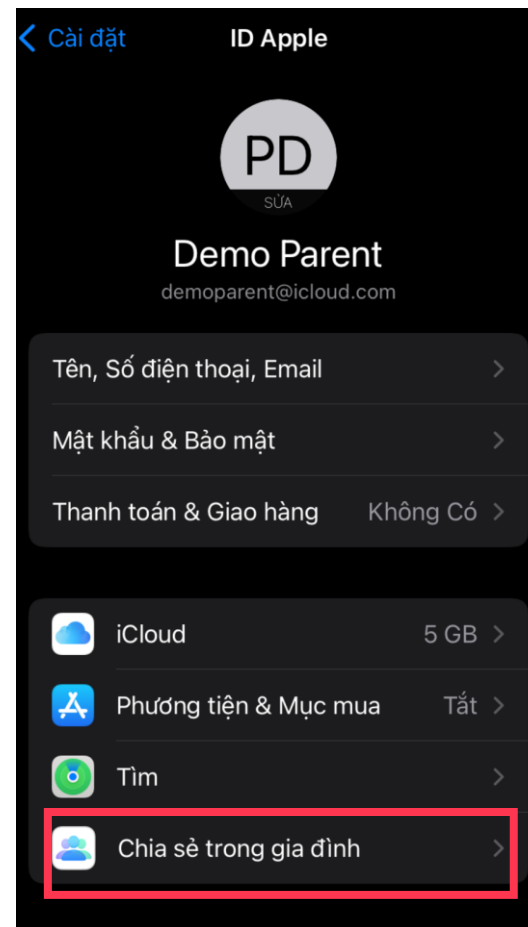 Cài đặt ID Apple
PD
SỬA
Demo Parent
demoparent@icloud.com
Tên, Số điện thoại, Email
Mật khẩu & Bảo mật
Thanh toán & Giao hàng Không Có
iCloud 5 GB
Phương tiện & Mục mua Tắt
Tìm
Chia sẻ trong gia đình